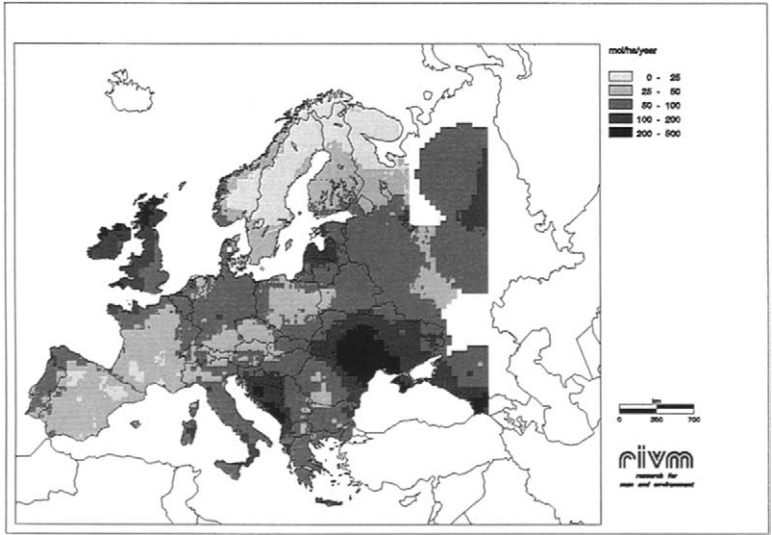 mol/ha/year
0 - 25
25 - 50
50 - 100
100 - 200
200 - 500
km
0 350 700
rivm
research for
man and environment